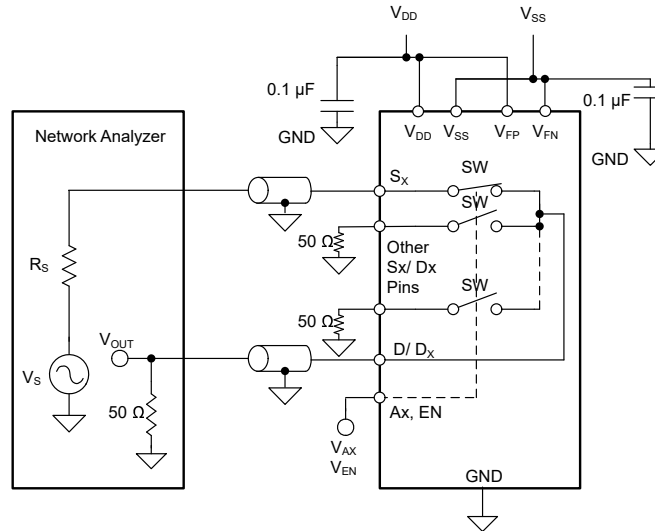 VDD
VSS
0.1 µF
0.1 µF
GND
VDD
VSS
VFP
VFN
GND
Network Analyzer
SX
SW
SW
50 Ω
Other
Sx/ Dx
Pins
RS
SW
50 Ω
VOUT
D/ DX
VS
50 Ω
Ax, EN
VAX
VEN
GND